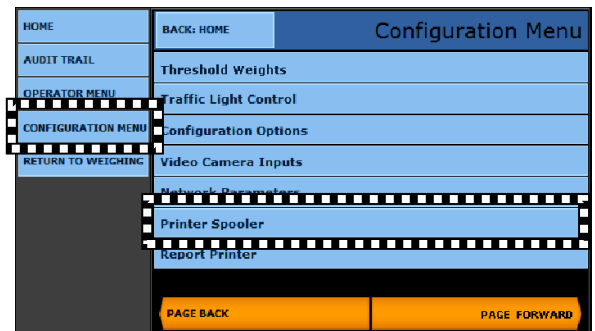 HOME
AUDIT TRAIL
OPERATOR MENU
CONFIGURATION MENU
RETURN TO WEIGHING
BACK: HOME
Configuration Menu
Threshold Weights
Traffic Light Control
Configuration Options
Video Camera Inputs
Network Parameters
Printer Spooler
Report Printer
PAGE BACK
PAGE FORWARD